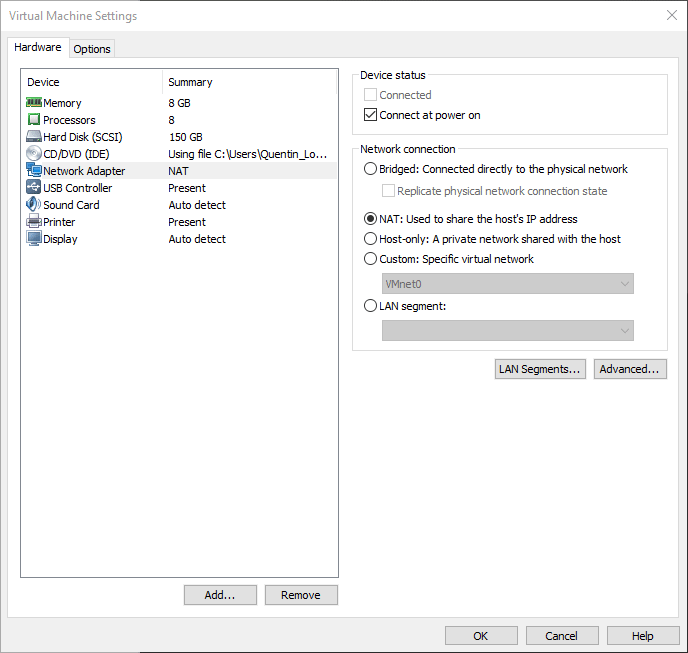 Virtual Machine Settings
Hardware
Options
Device Summary
Memory 8 GB
Processors 8
Hard Disk (SCSI) 150 GB
CD/DVD (IDE) Using file C:\Users\Quentin_Lo...
Network Adapter NAT
USB Controller Present
Sound Card Auto detect
Printer Present
Display Auto detect
Add...
Remove
Device status
Connected
Connect at power on
Network connection
Bridged: Connected directly to the physical network
Replicate physical network connection state
NAT: Used to share the host's IP address
Host-only: A private network shared with the host
Custom: Specific virtual network
VMnet0
LAN segment:
LAN Segments...
Advanced...
OK
Cancel
Help